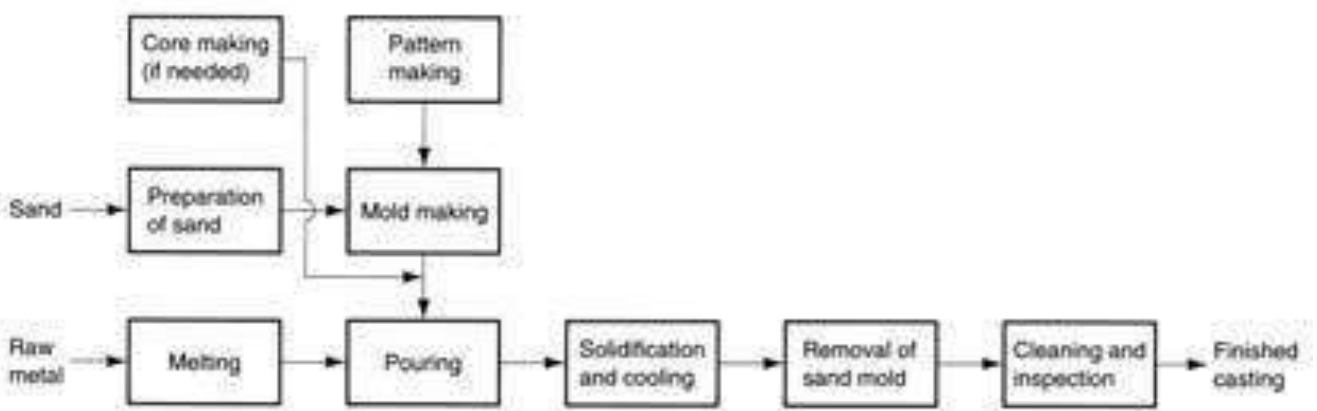 Core making
(if needed)
Pattern
making
Sand
Preparation
of sand
Mold making
Raw
metal
Melting
Pouring
Solidification
and cooling
Removal of
sand mold
Cleaning and
inspection
Finished
casting